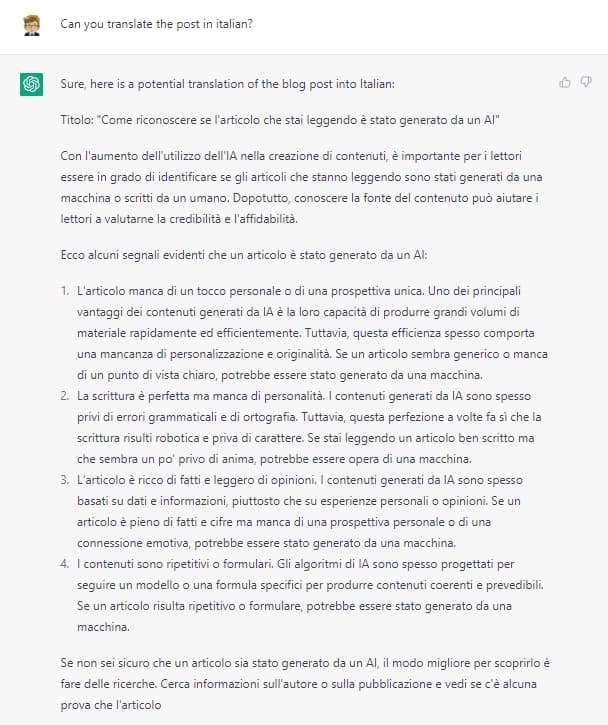 Can you translate the post in italian?
Sure, here is a potential translation of the blog post into Italian:
Titolo: "Come riconoscere se l'articolo che stai leggendo è stato generato da un AI"
Con l'aumento dell'utilizzo dell'IA nella creazione di contenuti, è importante per i lettori
essere in grado di identificare se gli articoli che stanno leggendo sono stati generati da una
macchina o scritti da un umano. Dopotutto, conoscere la fonte del contenuto può aiutare i
lettori a valutarne la credibilità e l'affidabilità.
Ecco alcuni segnali evidenti che un articolo è stato generato da un AI:
1. L'articolo manca di un tocco personale o di una prospettiva unica. Uno dei principali
vantaggi dei contenuti generati da IA è la loro capacità di produrre grandi volumi di
materiale rapidamente ed efficientemente. Tuttavia, questa efficienza spesso comporta
una mancanza di personalizzazione e originalità. Se un articolo sembra generico o manca
di un punto di vista chiaro, potrebbe essere stato generato da una macchina.
2. La scrittura è perfetta ma manca di personalità. I contenuti generati da IA sono spesso
privi di errori grammaticali e di ortografia. Tuttavia, questa perfezione a volte fa sì che la
scrittura risulti robotica e priva di carattere. Se stai leggendo un articolo ben scritto ma
che sembra un po' privo di anima, potrebbe essere opera di una macchina.
3. L'articolo è ricco di fatti e leggero di opinioni. I contenuti generati da IA sono spesso
basati su dati e informazioni, piuttosto che su esperienze personali o opinioni. Se un
articolo è pieno di fatti e cifre ma manca di una prospettiva personale o di una
connessione emotiva, potrebbe essere stato generato da una macchina.
4. I contenuti sono ripetitivi o formulari. Gli algoritmi di IA sono spesso progettati per
seguire un modello o una formula specifici per produrre contenuti coerenti e prevedibili.
Se un articolo risulta ripetitivo o formulare, potrebbe essere stato generato da una
macchina.
Se non sei sicuro che un articolo sia stato generato da un AI, il modo migliore per scoprirlo è
fare delle ricerche. Cerca informazioni sull'autore o sulla pubblicazione e vedi se c'è alcuna
prova che l'articolo